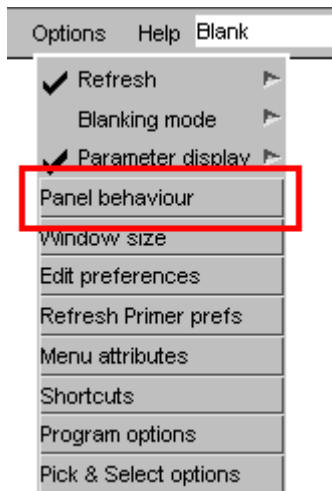 Options Help Blank
Refresh
Blanking mode
Parameter display
Panel behaviour
Window size
Edit preferences
Refresh Primer prefs
Menu attributes
Shortcuts
Program options
Pick & Select options